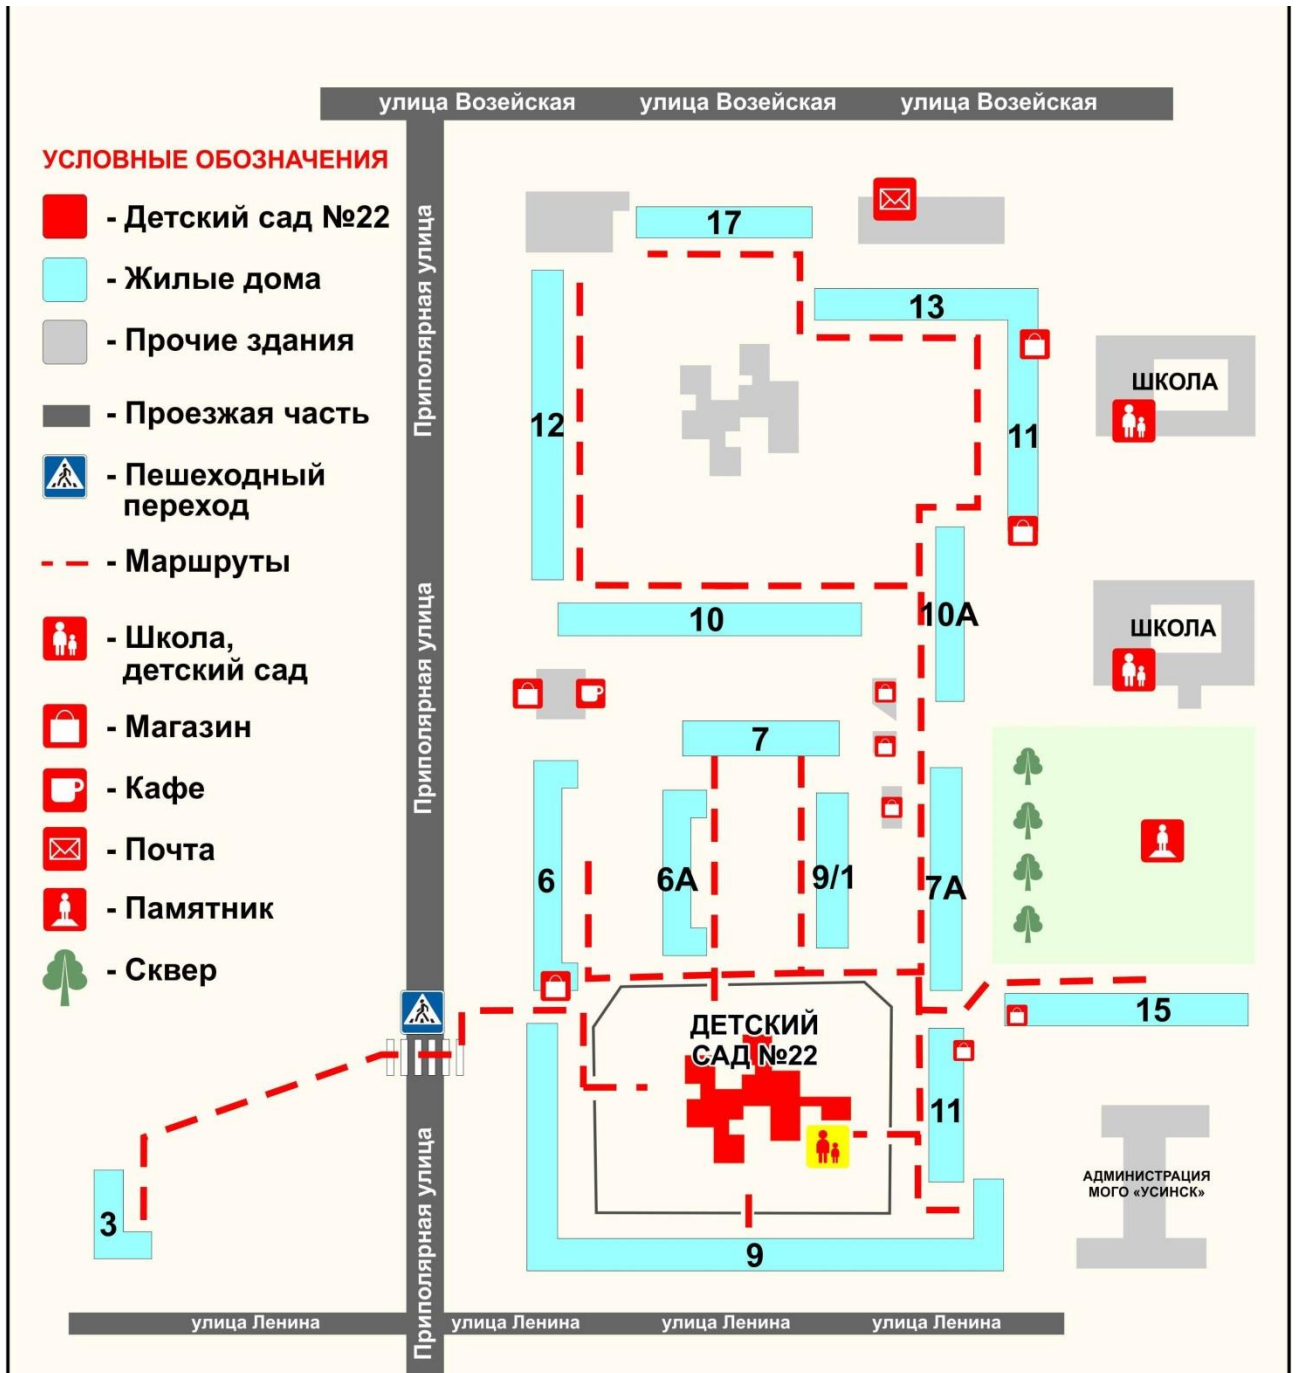 улица Возейская улица Возейская улица Возейская
УСЛОВНЫЕ ОБОЗНАЧЕНИЯ
- Детский сад №22
- Жилые дома
- Прочие здания
- Проезжая часть
- Пешеходный
переход
- Маршруты
- Школа,
детский сад
- Магазин
- Кафе
- Почта
- Памятник
- Сквер
Приполярная улица
Приполярная улица
Приполярная улица
17
13
12
11
ШКОЛА
10
10А
ШКОЛА
7
6
6А
9/1
7А
15
ДЕТСКИЙ
САД №22
11
АДМИНИСТРАЦИЯ
МОГО «УСИНСК»
3
9
улица Ленина улица Ленина улица Ленина улица Ленина